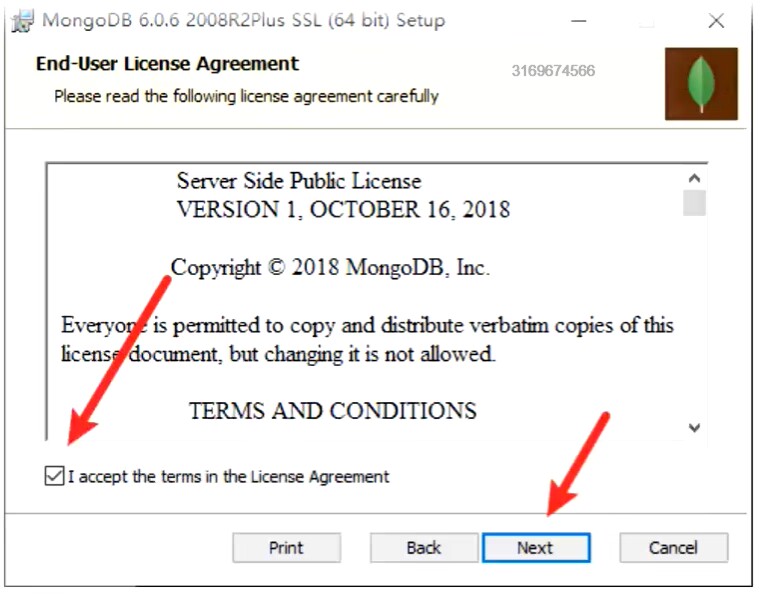 MongoDB 6.0.6 2008R2Plus SSL (64 bit) Setup
End-User License Agreement
3169674566
Please read the following license agreement carefully
Server Side Public License
VERSION 1, OCTOBER 16, 2018
Copyright © 2018 MongoDB, Inc.
Everyone is permitted to copy and distribute verbatim copies of this
license document, but changing it is not allowed.
TERMS AND CONDITIONS
I accept the terms in the License Agreement
Print Back Next Cancel